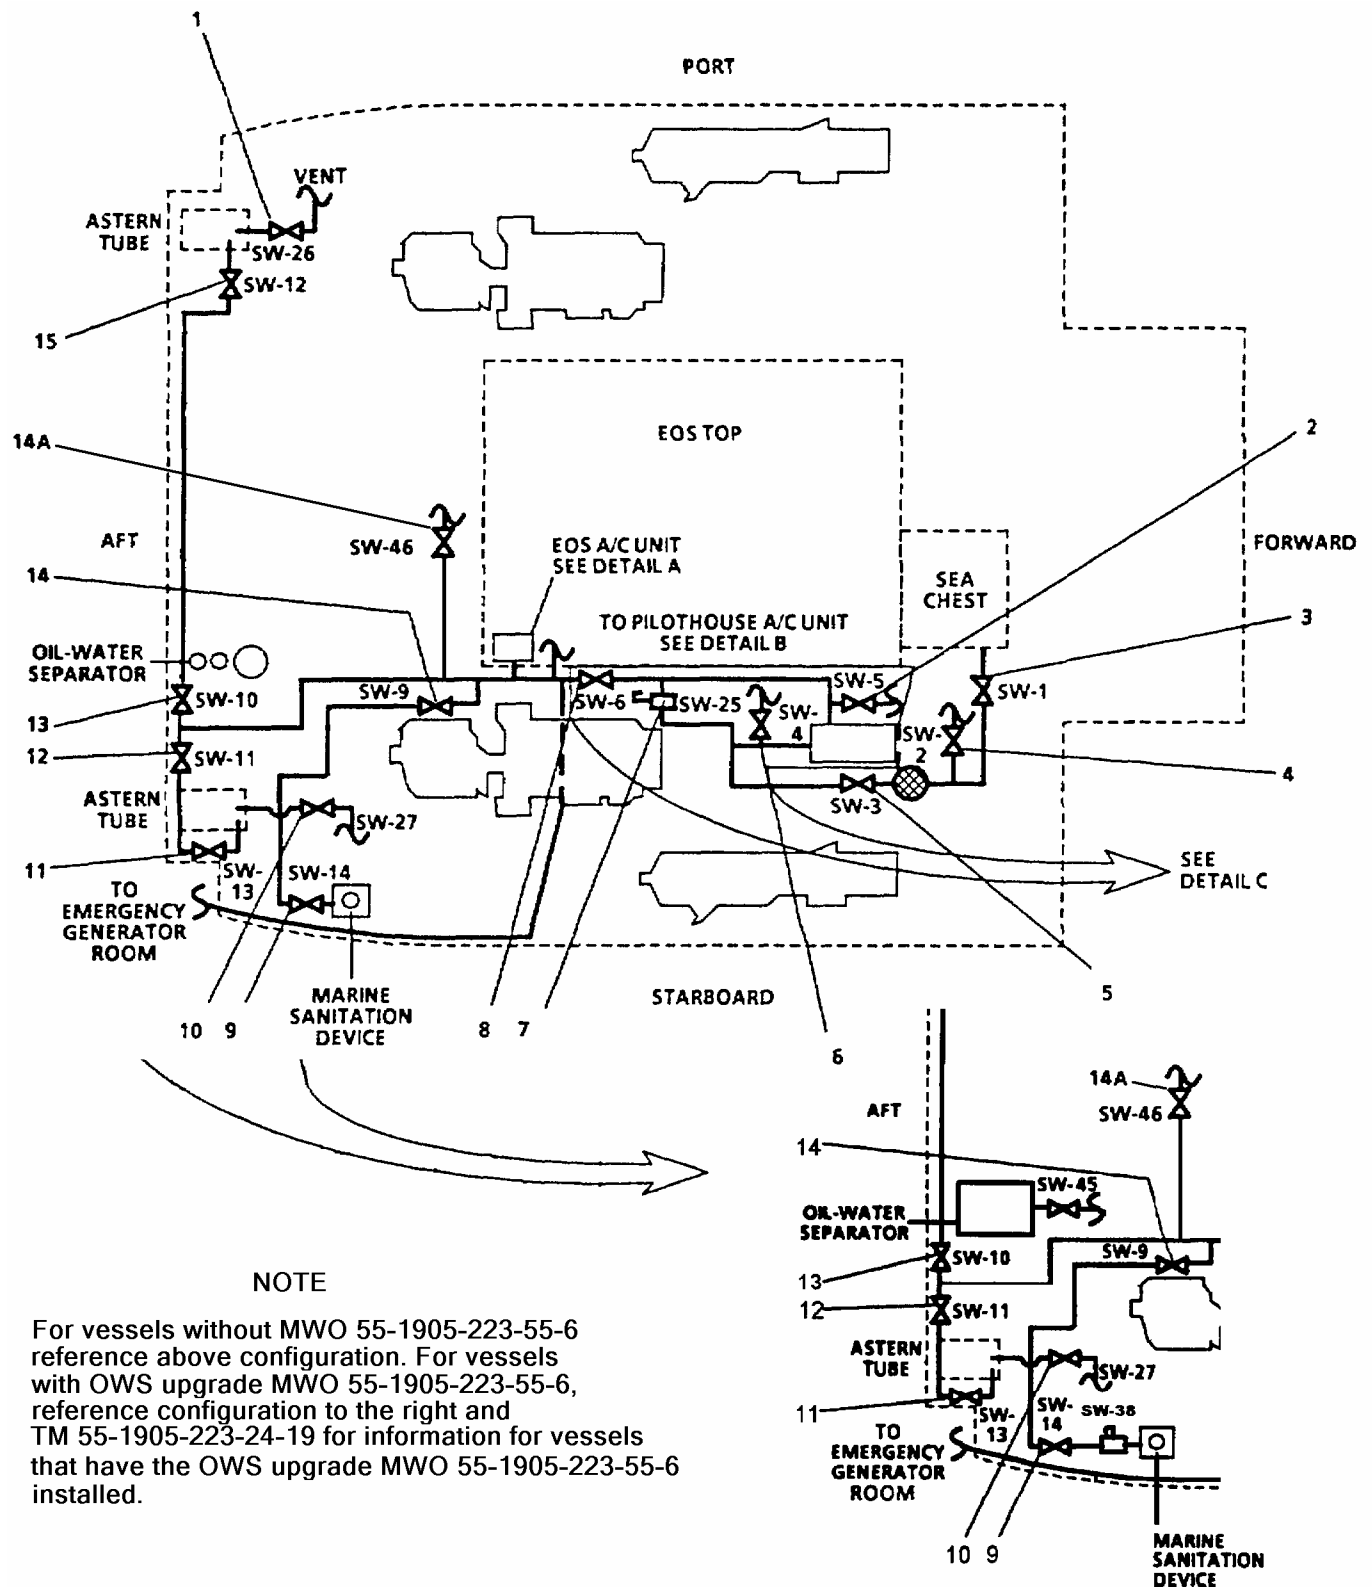 1
PORT
VENT
ASTERN
TUBE
SW-26
SW-12
15
14A
EOS TOP
2
AFT
SW-46
EOS A/C UNIT
SEE DETAIL A
FORWARD
14
SEA
CHEST
TO PILOTHOUSE A/C UNIT
SEE DETAIL B
3
OIL-WATER
SEPARATOR
SW-10
SW-9
SW-6
SW-25
SW-
4
SW-5
SW-1
SW-
2
13
12
SW-11
4
ASTERN
TUBE
SW-27
SW-3
11
SW-
13
SW-14
SEE
DETAIL C
TO
EMERGENCY
GENERATOR
ROOM
MARINE
SANITATION
DEVICE
STARBOARD
5
10
9
8
7
6
14A
SW-46
AFT
14
SW-45
OIL-WATER
SEPARATOR
SW-10
SW-9
13
12
SW-11
ASTERN
TUBE
SW-27
11
SW-
13
SW-
14
SW-38
TO
EMERGENCY
GENERATOR
ROOM
10
9
MARINE
SANITATION
DEVICE
NOTE
For vessels without MWO 55-1905-223-55-6
reference above configuration. For vessels
with OWS upgrade MWO 55-1905-223-55-6,
reference configuration to the right and
TM 55-1905-223-24-19 for information for vessels
that have the OWS upgrade MWO 55-1905-223-55-6
installed.